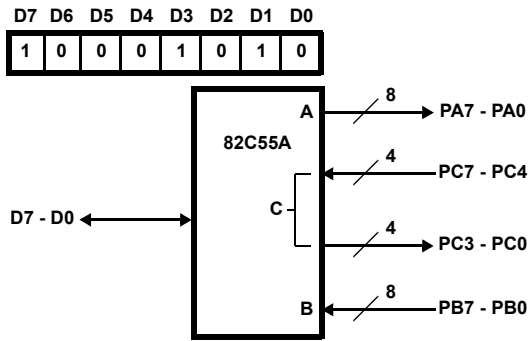 D7 D6 D5 D4 D3 D2 D1 D0
1 0 0 0 1 0 1 0
A 8 PA7 - PA0
82C55A
4 PC7 - PC4
C
D7 - D0
4 PC3 - PC0
B 8 PB7 - PB0